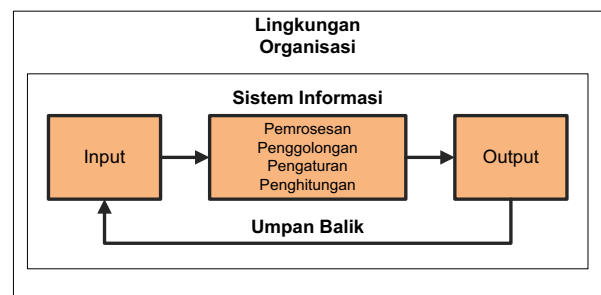 Lingkungan
Organisasi
Sistem Informasi
Input
Pemrosesan
Penggolongan
Pengaturan
Penghitungan
Output
Umpan Balik